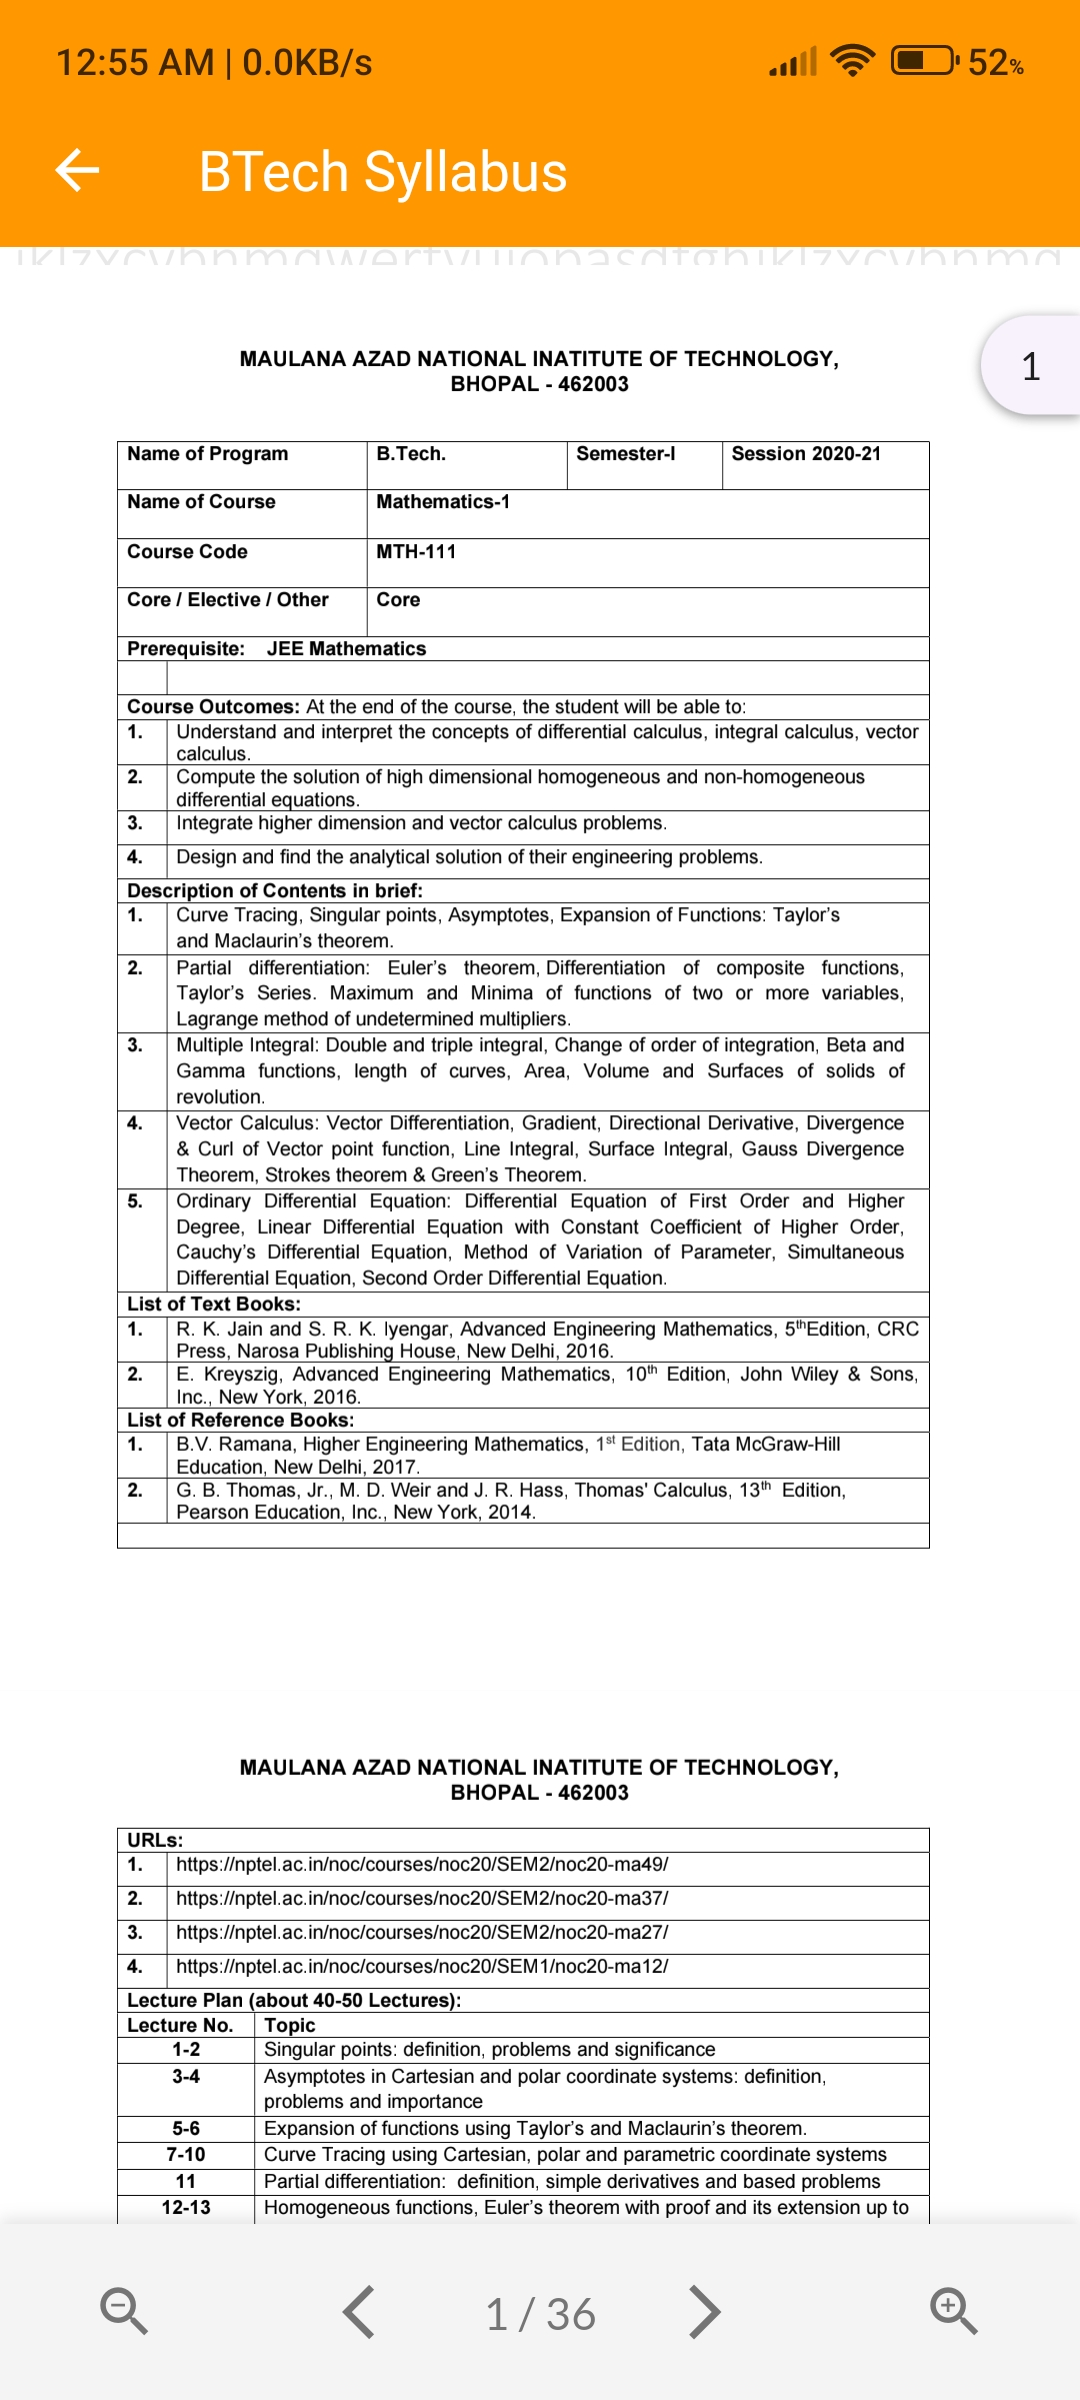 12:55 AM | 0.0KB/s
52%
BTech Syllabus
jklzxcvbnmqwertyuiopasdfghjklzxcvbnmq
MAULANA AZAD NATIONAL INATITUTE OF TECHNOLOGY,
BHOPAL - 462003
1
Name of Program B.Tech. Semester-I Session 2020-21
Name of Course Mathematics-1
Course Code MTH-111
Core / Elective / Other Core
Prerequisite: JEE Mathematics
Course Outcomes: At the end of the course, the student will be able to:
1. Understand and interpret the concepts of differential calculus, integral calculus, vector
calculus.
2. Compute the solution of high dimensional homogeneous and non-homogeneous
differential equations.
3. Integrate higher dimension and vector calculus problems.
4. Design and find the analytical solution of their engineering problems.
Description of Contents in brief:
1. Curve Tracing, Singular points, Asymptotes, Expansion of Functions: Taylor's
and Maclaurin's theorem.
2. Partial differentiation: Euler's theorem, Differentiation of composite functions,
Taylor's Series. Maximum and Minima of functions of two or more variables,
Lagrange method of undetermined multipliers.
3. Multiple Integral: Double and triple integral, Change of order of integration, Beta and
Gamma functions, length of curves, Area, Volume and Surfaces of solids of
revolution.
4. Vector Calculus: Vector Differentiation, Gradient, Directional Derivative, Divergence
& Curl of Vector point function, Line Integral, Surface Integral, Gauss Divergence
Theorem, Strokes theorem & Green's Theorem.
5. Ordinary Differential Equation: Differential Equation of First Order and Higher
Degree, Linear Differential Equation with Constant Coefficient of Higher Order,
Cauchy's Differential Equation, Method of Variation of Parameter, Simultaneous
Differential Equation, Second Order Differential Equation.
List of Text Books:
1. R. K. Jain and S. R. K. Iyengar, Advanced Engineering Mathematics, 5thEdition, CRC
Press, Narosa Publishing House, New Delhi, 2016.
2. E. Kreyszig, Advanced Engineering Mathematics, 10th Edition, John Wiley & Sons,
Inc., New York, 2016.
List of Reference Books:
1. B.V. Ramana, Higher Engineering Mathematics, 1st Edition, Tata McGraw-Hill
Education, New Delhi, 2017.
2. G. B. Thomas, Jr., M. D. Weir and J. R. Hass, Thomas' Calculus, 13th Edition,
Pearson Education, Inc., New York, 2014.
MAULANA AZAD NATIONAL INATITUTE OF TECHNOLOGY,
BHOPAL - 462003
URLs:
1. https://nptel.ac.in/noc/courses/noc20/SEM2/noc20-ma49/
2. https://nptel.ac.in/noc/courses/noc20/SEM2/noc20-ma37/
3. https://nptel.ac.in/noc/courses/noc20/SEM2/noc20-ma27/
4. https://nptel.ac.in/noc/courses/noc20/SEM1/noc20-ma12/
Lecture Plan (about 40-50 Lectures):
Lecture No. Topic
1-2 Singular points: definition, problems and significance
3-4 Asymptotes in Cartesian and polar coordinate systems: definition,
problems and importance
5-6 Expansion of functions using Taylor's and Maclaurin's theorem.
7-10 Curve Tracing using Cartesian, polar and parametric coordinate systems
11 Partial differentiation: definition, simple derivatives and based problems
12-13 Homogeneous functions, Euler's theorem with proof and its extension up to
1 / 36